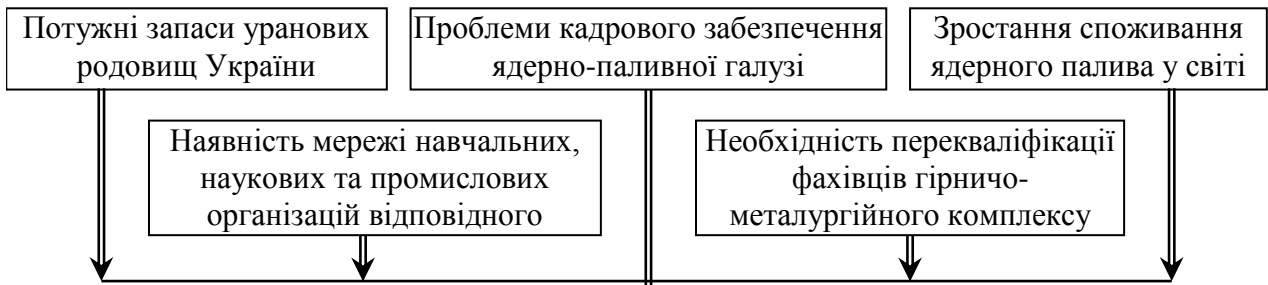 Потужні запаси уранових
родовищ України
Проблеми кадрового забезпечення
ядерно-паливної галузі
Зростання споживання
ядерного палива у світі
Наявність мережі навчальних,
наукових та промислових
організацій відповідного
Необхідність перекваліфікації
фахівців гірничо-
металургійного комплексу